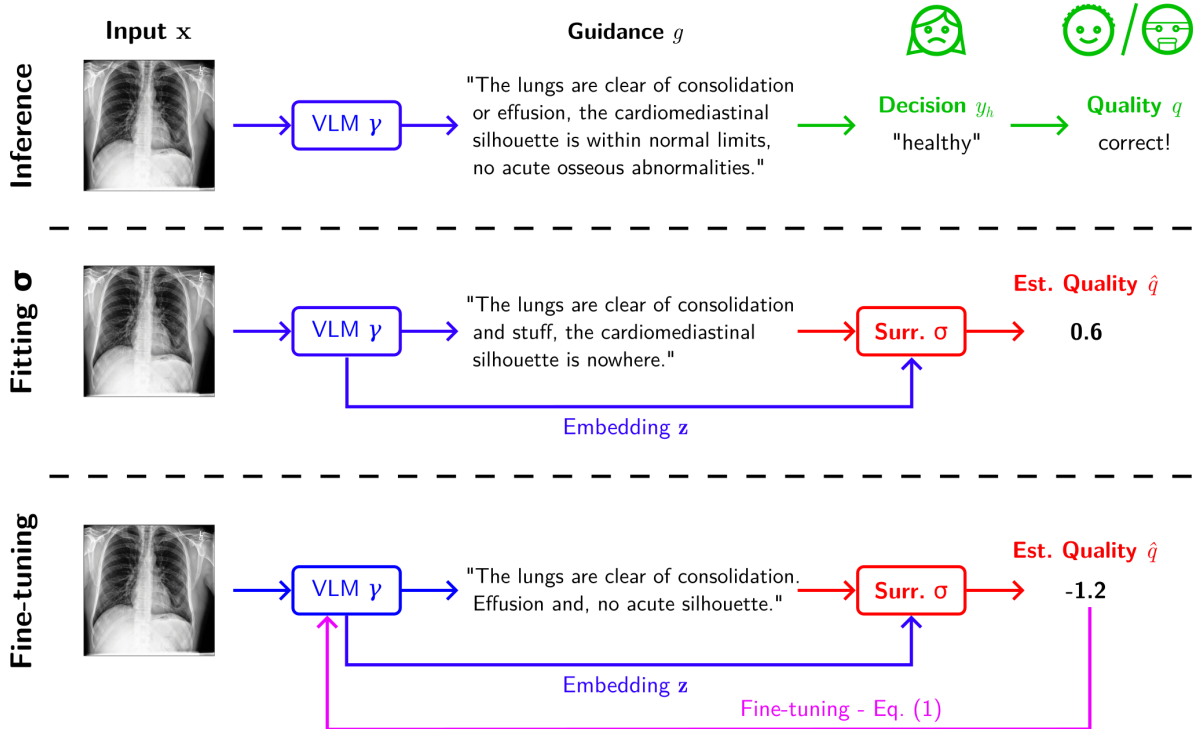 Input x
Guidance g
Inference
VLM γ
"The lungs are clear of consolidation
or effusion, the cardiomediastinal
silhouette is within normal limits,
no acute osseous abnormalities."
Decision yₕ
"healthy"
Quality q
correct!
Fitting σ
VLM γ
"The lungs are clear of consolidation
and stuff, the cardiomediastinal
silhouette is nowhere."
Surr. σ
Est. Quality q̂
0.6
Embedding z
Fine-tuning
VLM γ
"The lungs are clear of consolidation.
Effusion and, no acute silhouette."
Surr. σ
Est. Quality q̂
-1.2
Embedding z
Fine-tuning - Eq. (1)